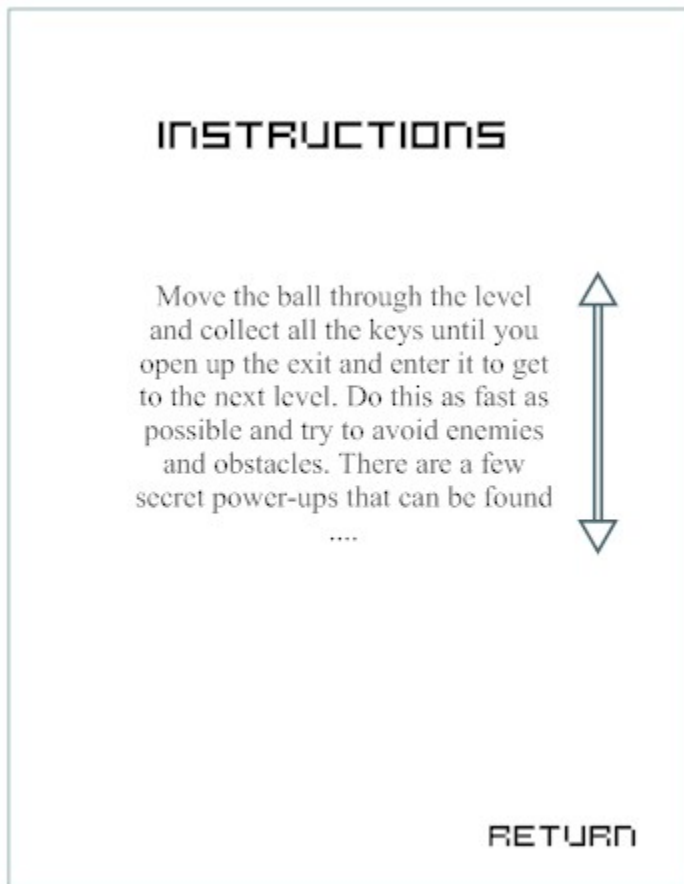 INSTRUCTIONS
Move the ball through the level
and collect all the keys until you
open up the exit and enter it to get
to the next level. Do this as fast as
possible and try to avoid enemies
and obstacles. There are a few
secret power-ups that can be found
....
RETURN